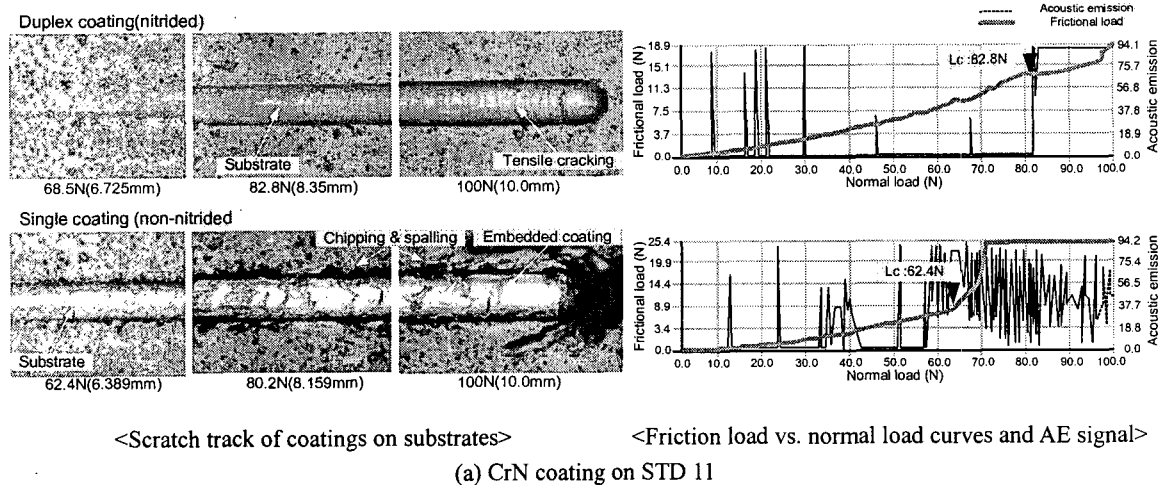 Duplex coating(nitrided)
Substrate
Tensile cracking
68.5N(6.725mm) 82.8N(8.35mm) 100N(10.0mm)
Acoustic emission
Frictional load
Lc :82.8N
Frictional load (N)
18.9
15.1
11.3
7.5
3.7
0.0
94.1
75.7
56.8
37.8
18.9
0.0
Acoustic emission
0.0 10.0 20.0 30.0 40.0 50.0 60.0 70.0 80.0 90.0 100.0
Normal load (N)
Single coating (non-nitrided
Chipping & spalling Embedded coating
Substrate
62.4N(6.389mm) 80.2N(8.159mm) 100N(10.0mm)
Lc :62.4N
Frictional load (N)
25.4
19.9
14.4
8.9
3.4
0.0
94.2
75.4
56.5
37.7
18.8
0.0
Acoustic emission
0.0 10.0 20.0 30.0 40.0 50.0 60.0 70.0 80.0 90.0 100.0
Normal load (N)
<Scratch track of coatings on substrates> <Friction load vs. normal load curves and AE signal>
(a) CrN coating on STD 11